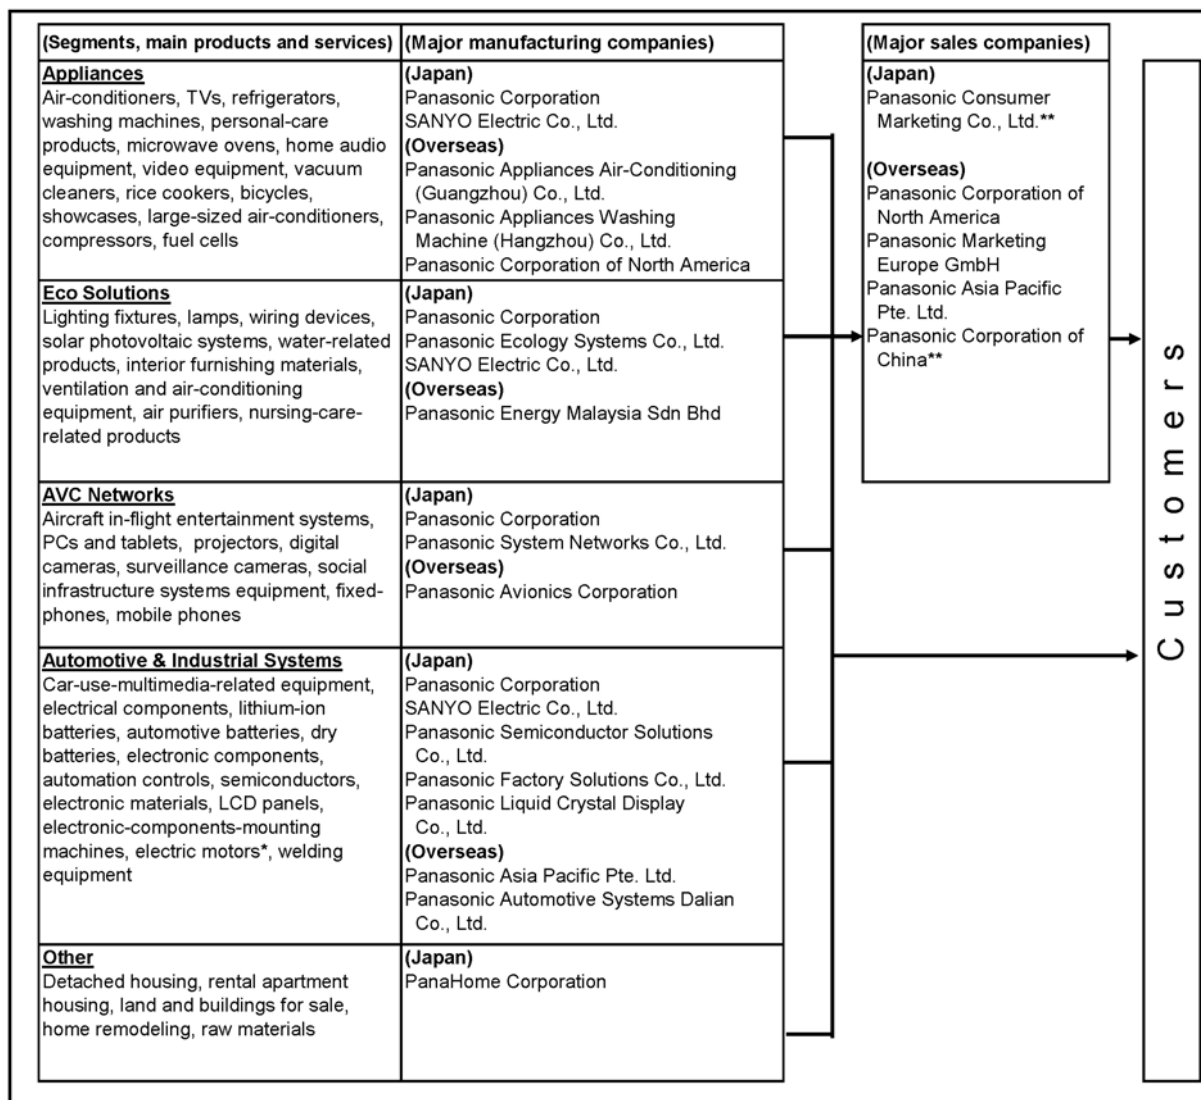 (Segments, main products and services)
(Major manufacturing companies)
(Major sales companies)
Appliances
Air-conditioners, TVs, refrigerators,
washing machines, personal-care
products, microwave ovens, home audio
equipment, video equipment, vacuum
cleaners, rice cookers, bicycles,
showcases, large-sized air-conditioners,
compressors, fuel cells
(Japan)
Panasonic Corporation
SANYO Electric Co., Ltd.
(Overseas)
Panasonic Appliances Air-Conditioning
(Guangzhou) Co., Ltd.
Panasonic Appliances Washing
Machine (Hangzhou) Co., Ltd.
Panasonic Corporation of North America
Eco Solutions
Lighting fixtures, lamps, wiring devices,
solar photovoltaic systems, water-related
products, interior furnishing materials,
ventilation and air-conditioning
equipment, air purifiers, nursing-care-
related products
(Japan)
Panasonic Corporation
Panasonic Ecology Systems Co., Ltd.
SANYO Electric Co., Ltd.
(Overseas)
Panasonic Energy Malaysia Sdn Bhd
AVC Networks
Aircraft in-flight entertainment systems,
PCs and tablets, projectors, digital
cameras, surveillance cameras, social
infrastructure systems equipment, fixed-
phones, mobile phones
(Japan)
Panasonic Corporation
Panasonic System Networks Co., Ltd.
(Overseas)
Panasonic Avionics Corporation
Automotive & Industrial Systems
Car-use-multimedia-related equipment,
electrical components, lithium-ion
batteries, automotive batteries, dry
batteries, electronic components,
automation controls, semiconductors,
electronic materials, LCD panels,
electronic-components-mounting
machines, electric motors*, welding
equipment
(Japan)
Panasonic Corporation
SANYO Electric Co., Ltd.
Panasonic Semiconductor Solutions
Co., Ltd.
Panasonic Factory Solutions Co., Ltd.
Panasonic Liquid Crystal Display
Co., Ltd.
(Overseas)
Panasonic Asia Pacific Pte. Ltd.
Panasonic Automotive Systems Dalian
Co., Ltd.
Other
Detached housing, rental apartment
housing, land and buildings for sale,
home remodeling, raw materials
(Japan)
PanaHome Corporation
(Japan)
Panasonic Consumer
Marketing Co., Ltd.**
(Overseas)
Panasonic Corporation of
North America
Panasonic Marketing
Europe GmbH
Panasonic Asia Pacific
Pte. Ltd.
Panasonic Corporation of
China**
Customers